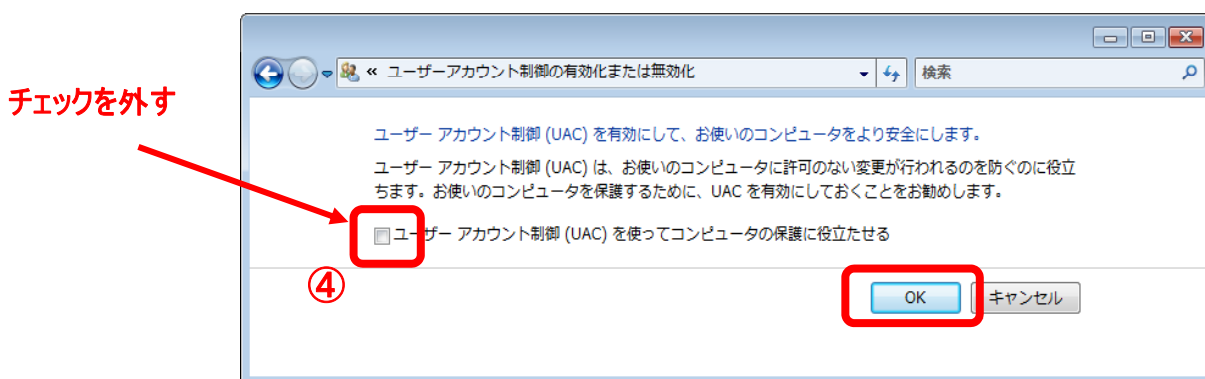 « ユーザーアカウント制御の有効化または無効化
検索
チェックを外す
ユーザー アカウント制御 (UAC) を有効にして、お使いのコンピュータをより安全にします。
ユーザー アカウント制御 (UAC) は、お使いのコンピュータに許可のない変更が行われるのを防ぐのに役立
ちます。お使いのコンピュータを保護するために、UAC を有効にしておくことをお勧めします。
ユーザー アカウント制御 (UAC) を使ってコンピュータの保護に役立たせる
④
OK
キャンセル